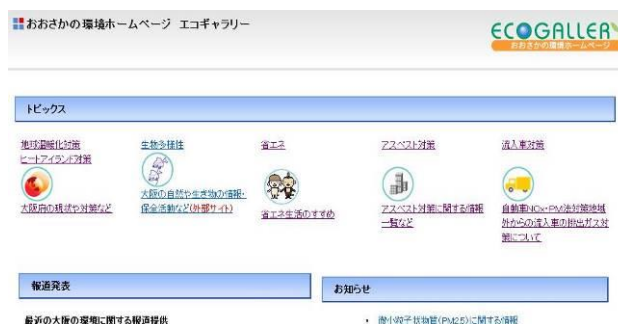 おおさかの環境ホームページ エコギャラリー
ECOGALLERY
おおさかの環境ホームページ
トピックス
地球温暖化対策
ヒートアイランド対策
大阪府の現状や対策など
生物多様性
大阪の自然や生き物の情報・
保全活動など(外部サイト)
省エネ
省エネ生活のすすめ
アスベスト対策
アスベスト対策に関する情報
一覧など
流入車対策
自動車NOx・PM法対策地域
外からの流入車の排出ガス対
策について
報道発表
最近の大阪の環境に関する報道提供
お知らせ
・ 微小粒子状物質(PM2.5)に関する情報